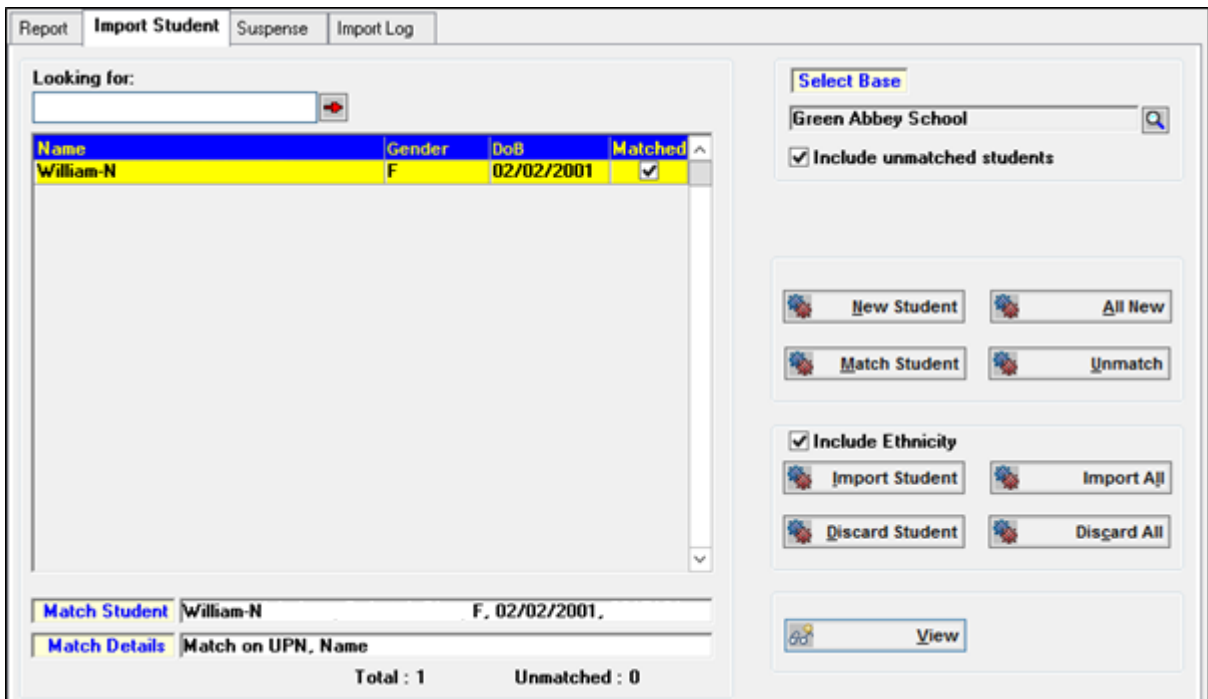 Report Import Student Suspense Import Log
Looking for:
Name Gender DoB Matched
William-N F 02/02/2001
Match Student William-N F, 02/02/2001,
Match Details Match on UPN, Name
Total : 1 Unmatched : 0
Select Base
Green Abbey School
Include unmatched students
New Student All New
Match Student Unmatch
Include Ethnicity
Import Student Import All
Discard Student Discard All
View